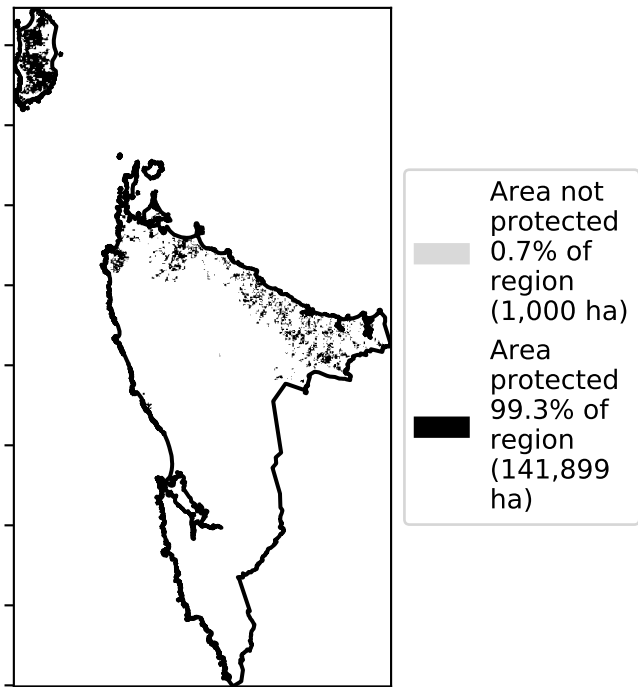 Area not
protected
0.7% of
region
(1,000 ha)
Area
protected
99.3% of
region
(141,899
ha)